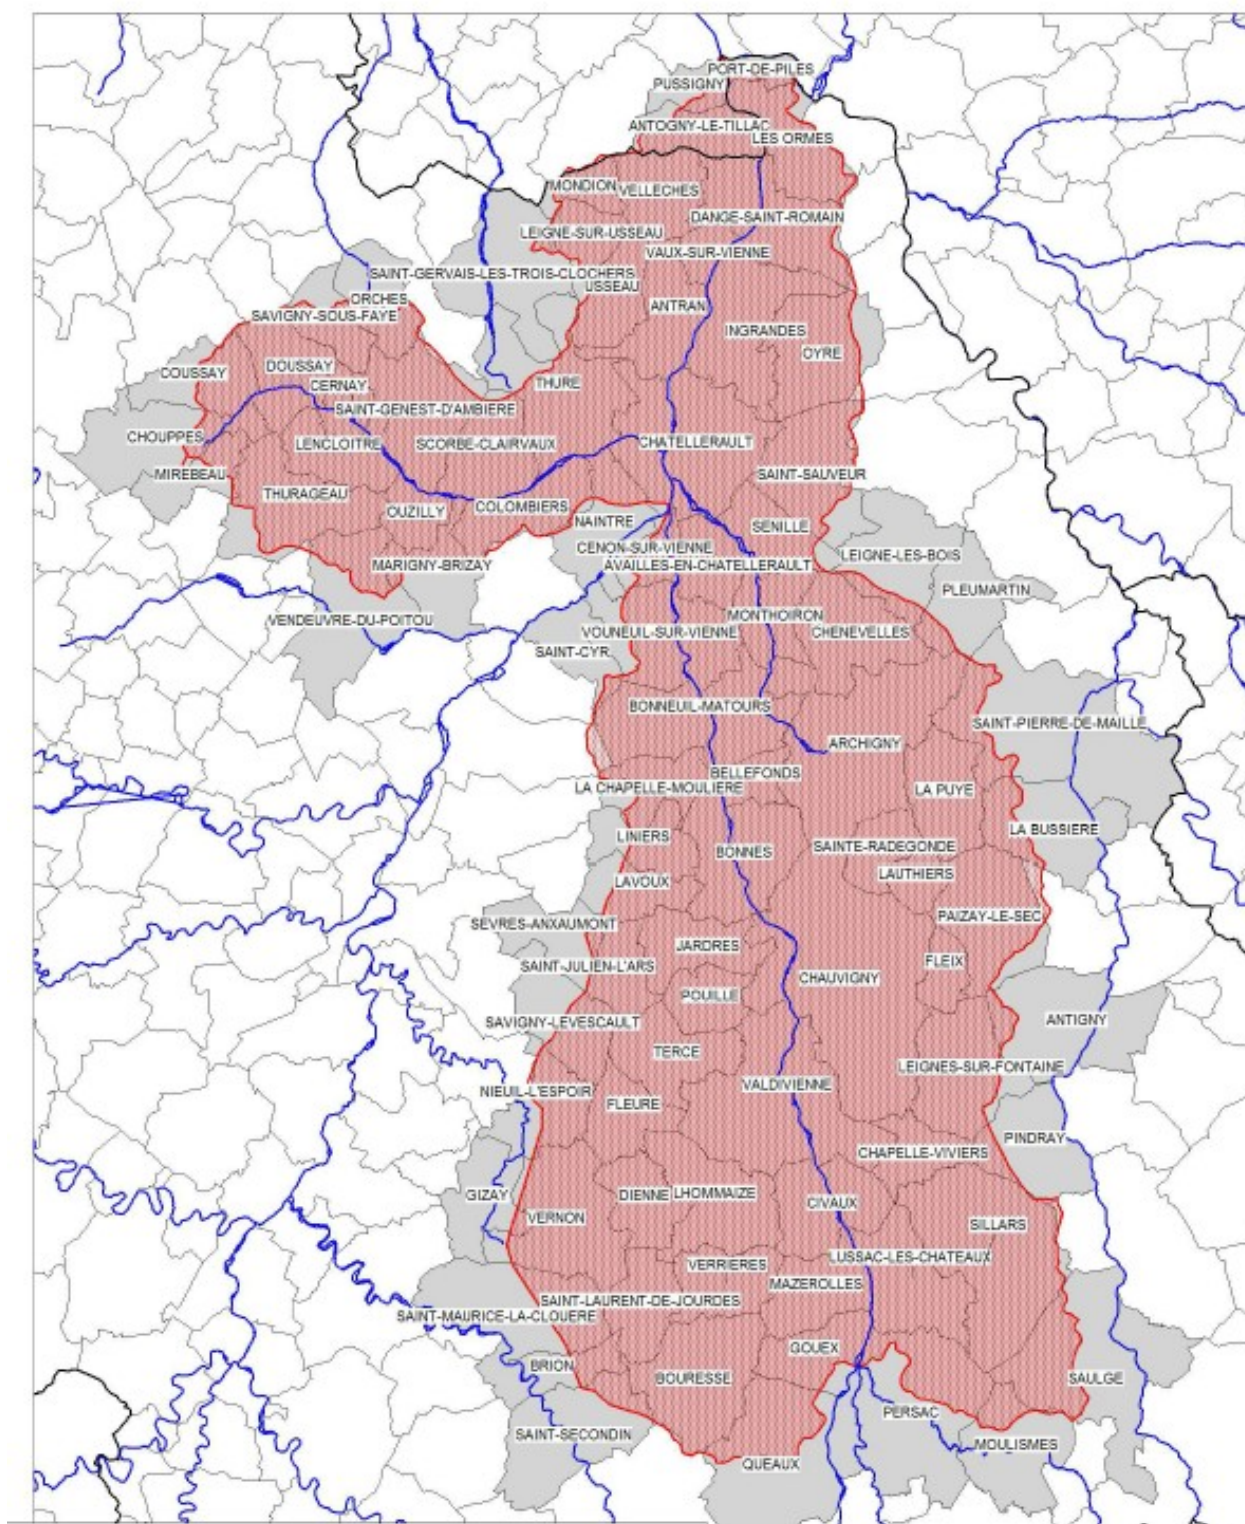 PORT-DE-PILES
PUSSIGNY
ANTOGNY-LE-TILLAC
LES ORMES
MONDION
VELLECHES
DANGE-SAINT-ROMAIN
LEIGNE-SUR-USSEAU
VAUX-SUR-VIENNE
SAINT-GERVAIS-LES-TROIS-CLOCHERS
USSEAU
ORCHES
ANTRAN
SAVIGNY-SOUS-FAYE
INGRANDES
OYRE
DOUSSAY
COUSSAY
CERNAY
THURE
SAINT-GENEST-D'AMBIERE
CHOUPPES
LENCLOITRE
SCORBE-CLAIRVAUX
CHATELLERAULT
MIREBEAU
SAINT-SAUVEUR
THURAGEAU
OUZILLY
COLOMBIERS
NAINTRE
SENILLE
CENON-SUR-VIENNE
LEIGNE-LES-BOIS
MARIGNY-BRIZAY
AVAILLES-EN-CHATELLERAULT
PLEUMARTIN
VENDEUVRE-DU-POITOU
MONTHOIRON
VOUNEUIL-SUR-VIENNE
CHENEVELLES
SAINT-CYR
BONNEUIL-MATOURS
SAINT-PIERRE-DE-MAILLE
ARCHIGNY
BELLEFONDS
LA CHAPELLE-MOULIERE
LA PUYE
LINIERS
LA BUSSIERE
BONNES
SAINTE-RADEGONDE
LAVOUX
LAUTHIERS
SEVRES-ANXAUMONT
PAIZAY-LE-SEC
JARDRES
SAINT-JULIEN-L'ARS
FLEIX
CHAUVIGNY
POUILLE
SAVIGNY-LEVESCAULT
ANTIGNY
TERCE
LEIGNES-SUR-FONTAINE
VALDIVIENNE
NIEUIL-L'ESPOIR
FLEURE
PINDRAY
CHAPELLE-VIVIERS
GIZAY
DIENNE
LHOMMAIZE
CIVAUX
VERNON
SILLARS
LUSSAC-LES-CHATEAUX
VERRIERES
MAZEROLLES
SAINT-LAURENT-DE-JOURDES
SAINT-MAURICE-LA-CLOUERE
GOUEX
BRION
BOURESSE
SAULGE
PERSAC
SAINT-SECONDIN
MOULISMES
QUEAUX